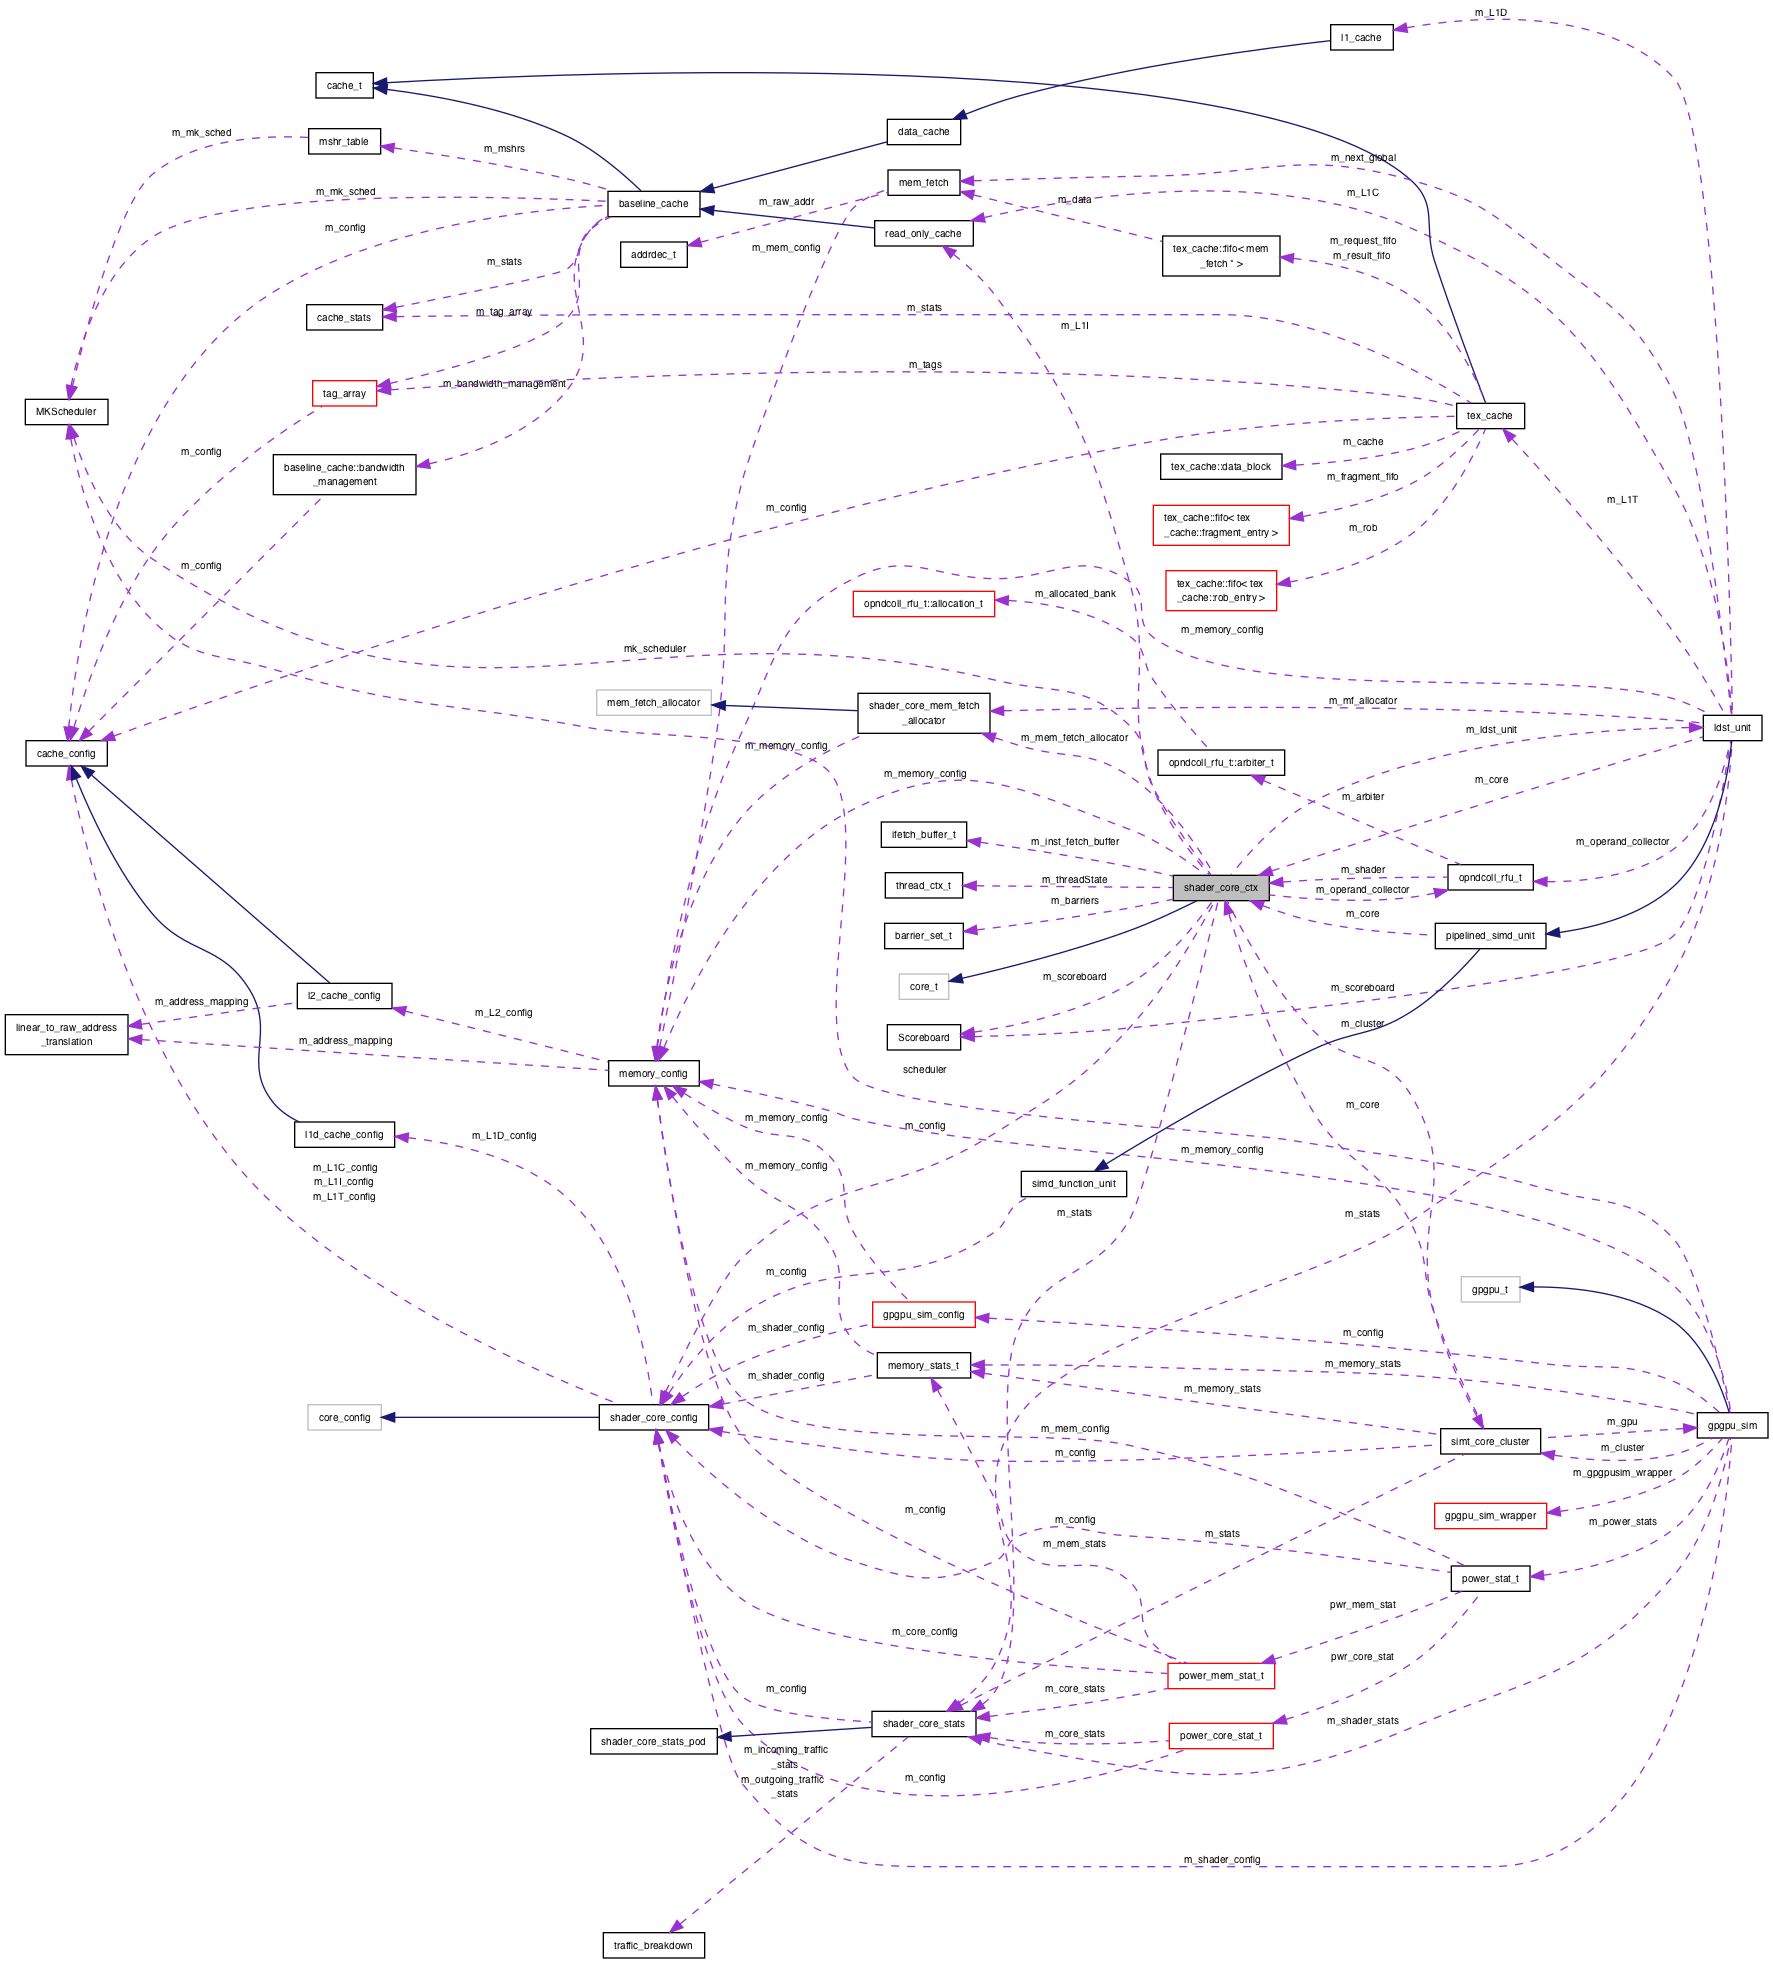 m_L1D
l1_cache
cache_t
m_mk_sched
mshr_table
m_mshrs
data_cache
m_next_global
m_mk_sched
baseline_cache
mem_fetch
m_raw_addr
m_data
m_L1C
m_config
read_only_cache
m_mem_config
addrdec_t
tex_cache::fifo< mem
_fetch * >
m_request_fifo
m_result_fifo
m_stats
cache_stats
m_tag_array
m_stats
m_L1I
tag_array
m_bandwidth_management
m_tags
MKScheduler
tex_cache
m_config
baseline_cache::bandwidth
_management
m_cache
tex_cache::data_block
m_fragment_fifo
m_L1T
m_config
tex_cache::fifo< tex
_cache::fragment_entry >
m_rob
m_config
tex_cache::fifo< tex
_cache::rob_entry >
opndcoll_rfu_t::allocation_t
m_allocated_bank
m_memory_config
mk_scheduler
mem_fetch_allocator
shader_core_mem_fetch
_allocator
m_mf_allocator
ldst_unit
m_ldst_unit
cache_config
m_memory_config
m_mem_fetch_allocator
opndcoll_rfu_t::arbiter_t
m_memory_config
m_core
m_arbiter
ifetch_buffer_t
m_inst_fetch_buffer
m_operand_collector
m_shader
thread_ctx_t
m_threadState
shader_core_ctx
m_operand_collector
opndcoll_rfu_t
m_barriers
m_core
barrier_set_t
pipelined_simd_unit
core_t
m_scoreboard
m_scoreboard
l2_cache_config
m_address_mapping
linear_to_raw_address
_translation
m_L2_config
m_cluster
m_address_mapping
Scoreboard
memory_config
scheduler
m_core
m_memory_config
m_config
l1d_cache_config
m_L1D_config
m_memory_config
m_memory_config
m_L1C_config
m_L1I_config
m_L1T_config
simd_function_unit
m_stats
m_stats
m_config
gpgpu_t
gpgpu_sim_config
m_shader_config
m_config
memory_stats_t
m_memory_stats
m_shader_config
m_memory_stats
core_config
shader_core_config
m_mem_config
m_gpu
gpgpu_sim
simt_core_cluster
m_cluster
m_config
m_gpgpusim_wrapper
m_config
m_config
m_stats
gpgpu_sim_wrapper
m_power_stats
m_mem_stats
power_stat_t
pwr_mem_stat
m_core_config
pwr_core_stat
power_mem_stat_t
m_config
m_core_stats
shader_core_stats
m_shader_stats
shader_core_stats_pod
m_core_stats
power_core_stat_t
m_incoming_traffic
_stats
m_outgoing_traffic
_stats
m_config
m_shader_config
traffic_breakdown